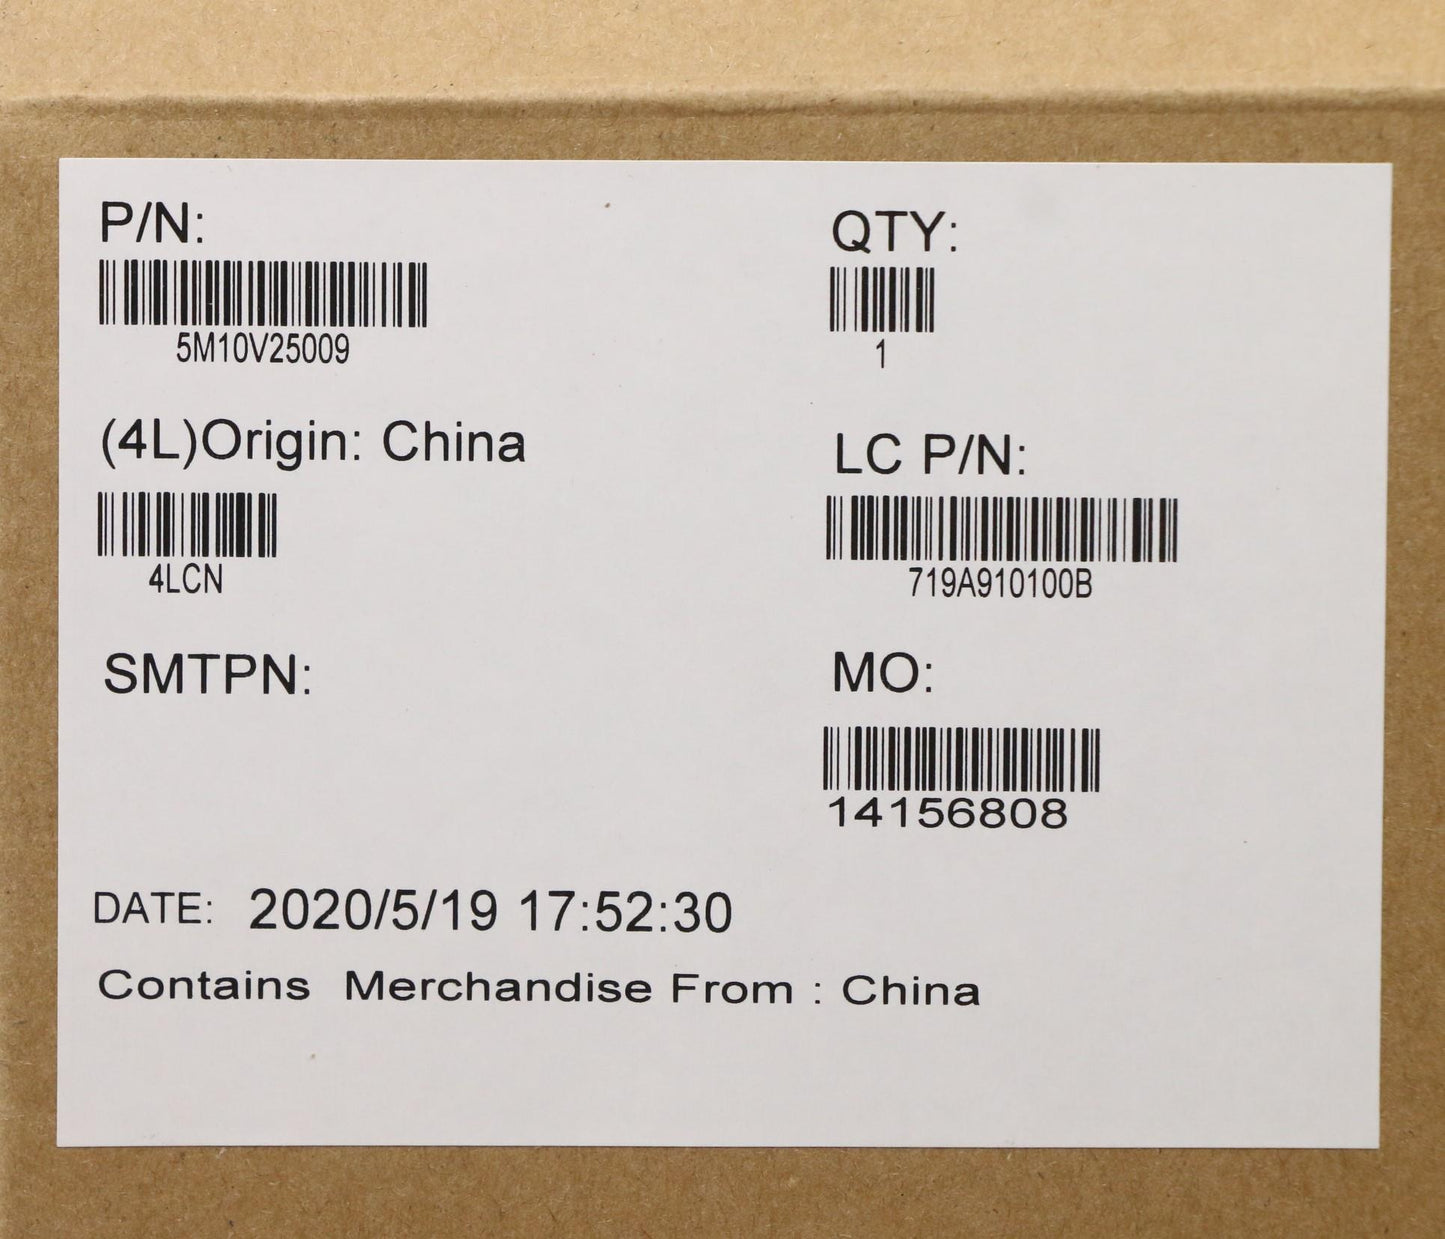 P/N:
5M10V25009
QTY:
1
(4L)Origin: China
4LCN
LC P/N:
719A910100B
SMTPN:
MO:
14156808
DATE: 2020/5/19 17:52:30
Contains Merchandise From : China